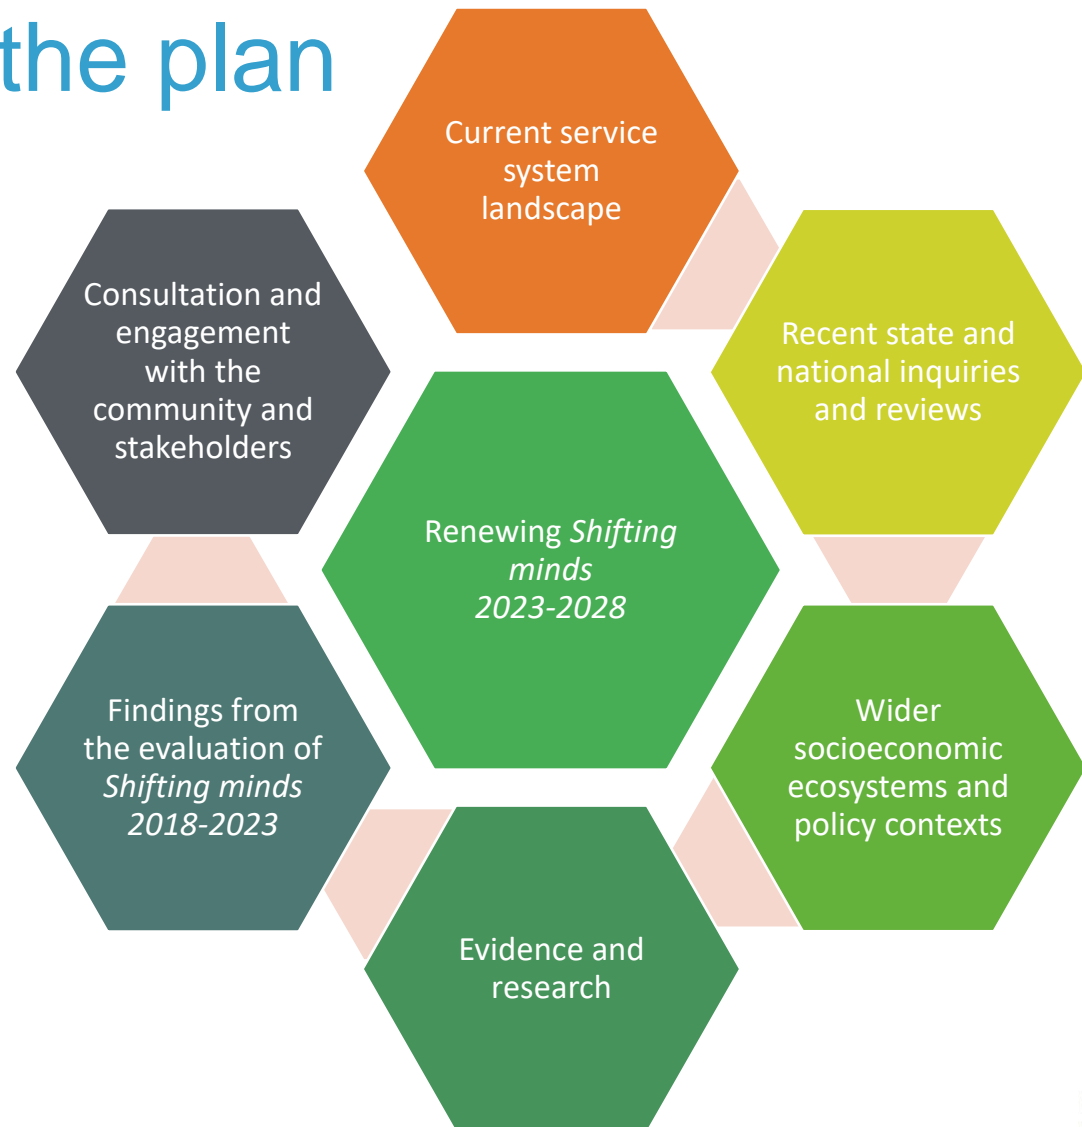 the plan
Current service
system
landscape
Consultation and
engagement
with the
community and
stakeholders
Recent state and
national inquiries
and reviews
Renewing Shifting
minds
2023-2028
Findings from
the evaluation of
Shifting minds
2018-2023
Wider
socioeconomic
ecosystems and
policy contexts
Evidence and
research